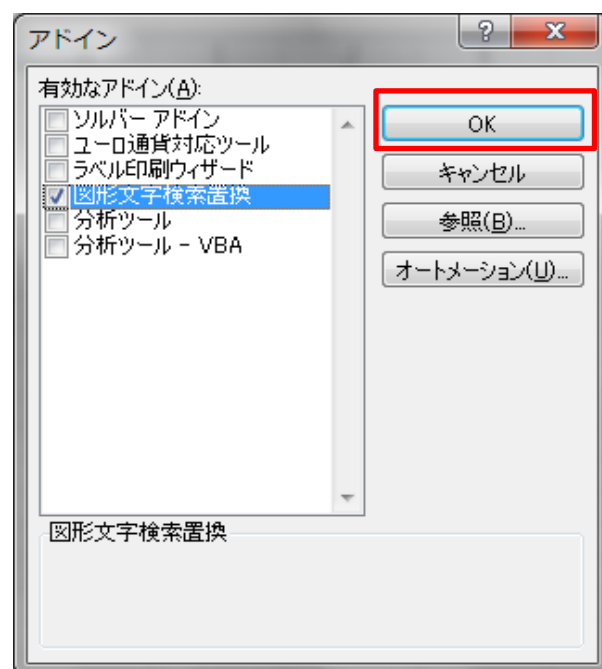 アドイン
有効なアドイン(A):
ソルバー アドイン
ユーロ通貨対応ツール
ラベル印刷ウィザード
図形文字検索置換
分析ツール
分析ツール - VBA
OK
キャンセル
参照(B)...
オートメーション(U)...
図形文字検索置換